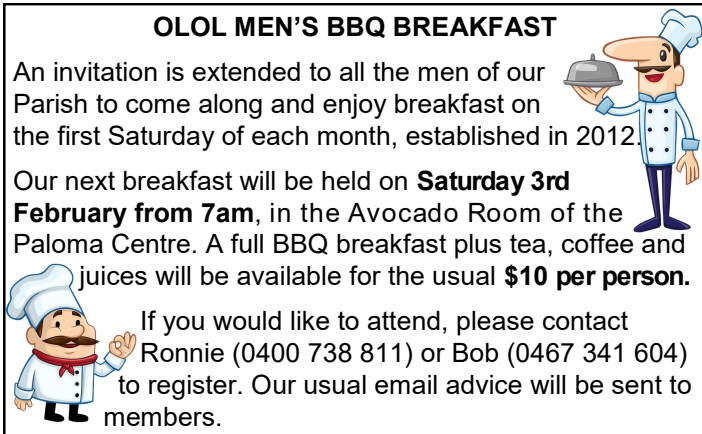 OLOL MEN'S BBQ BREAKFAST
An invitation is extended to all the men of our
Parish to come along and enjoy breakfast on
the first Saturday of each month, established in 2012.
Our next breakfast will be held on Saturday 3rd
February from 7am, in the Avocado Room of the
Paloma Centre. A full BBQ breakfast plus tea, coffee and
juices will be available for the usual $10 per person.
If you would like to attend, please contact
Ronnie (0400 738 811) or Bob (0467 341 604)
to register. Our usual email advice will be sent to
members.